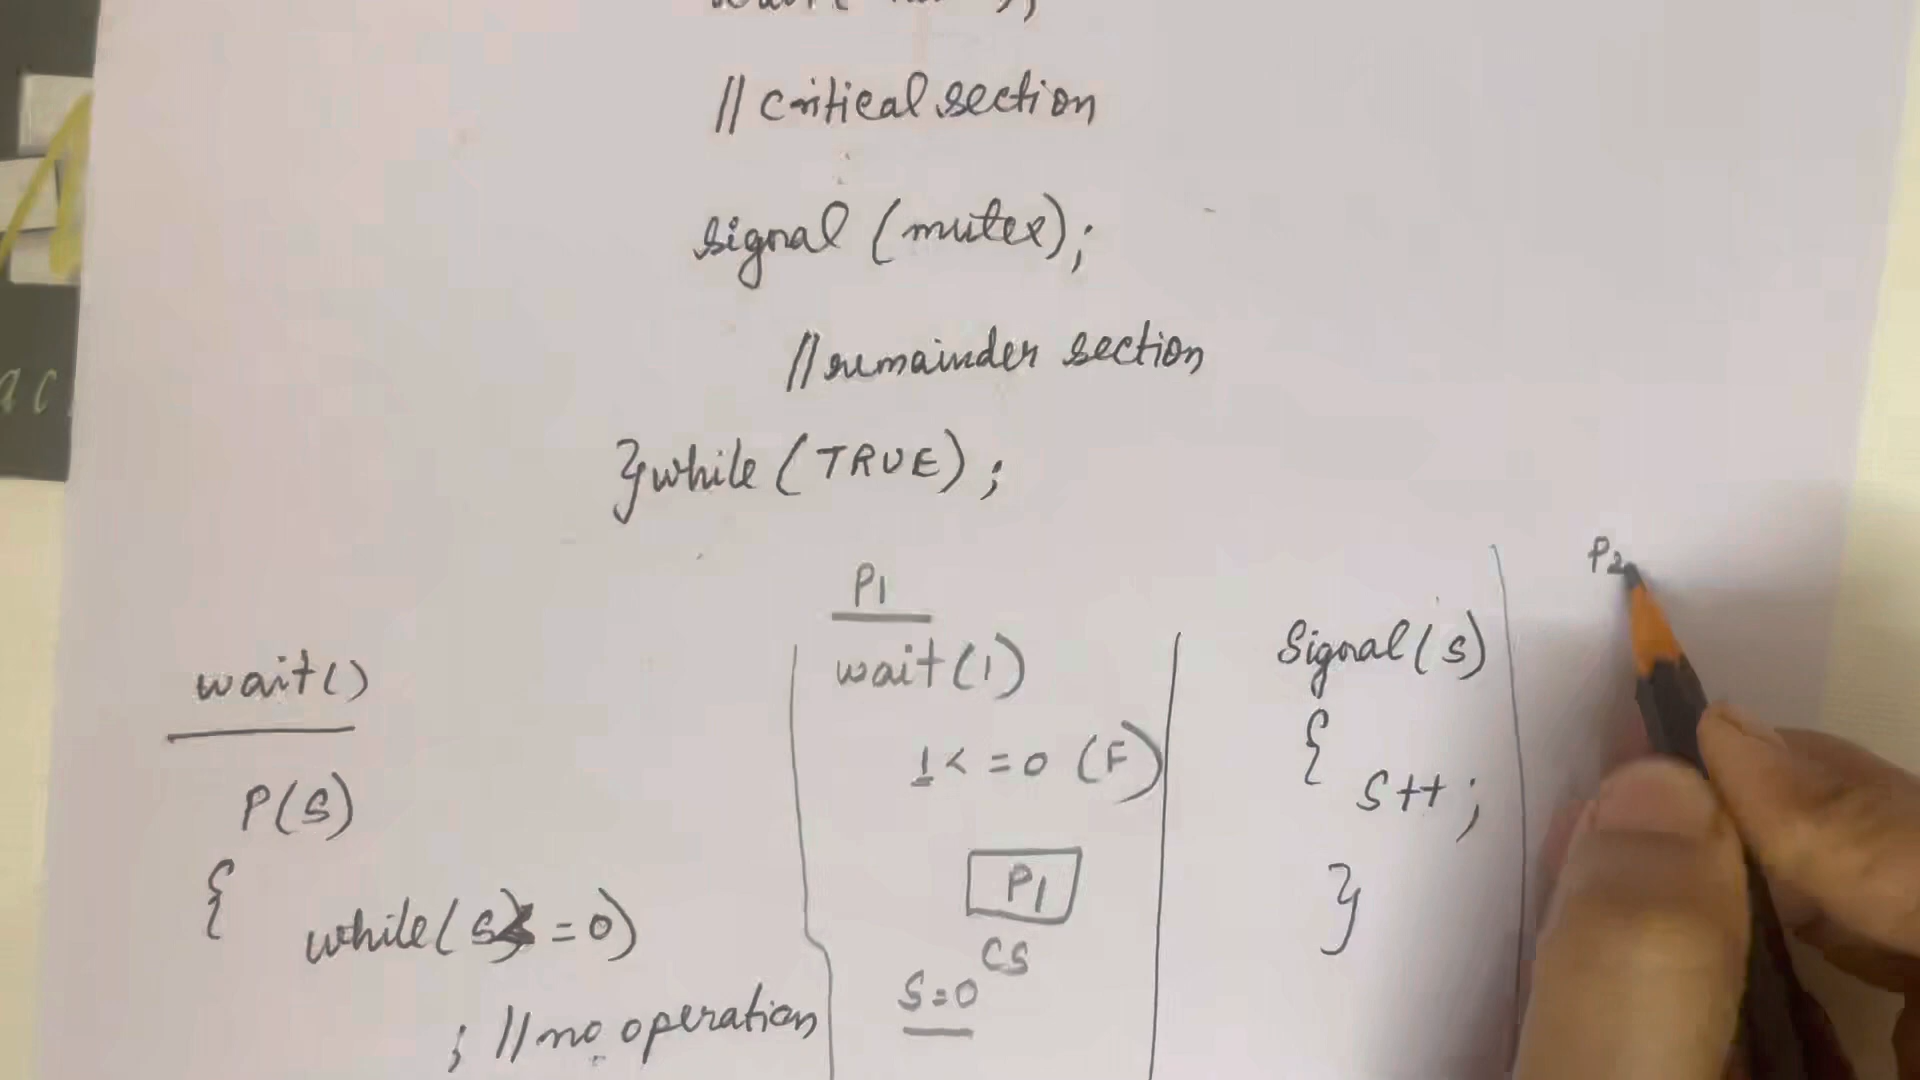 // critical section
signal (mutex);
// remainder section
} while (TRUE);
wait()
P(S)
{
while( S<=0)
; // no operation
P1
wait(1)
1<=0 (F)
P1
CS
S=0
Signal(S)
{
S++;
}
P2
ac